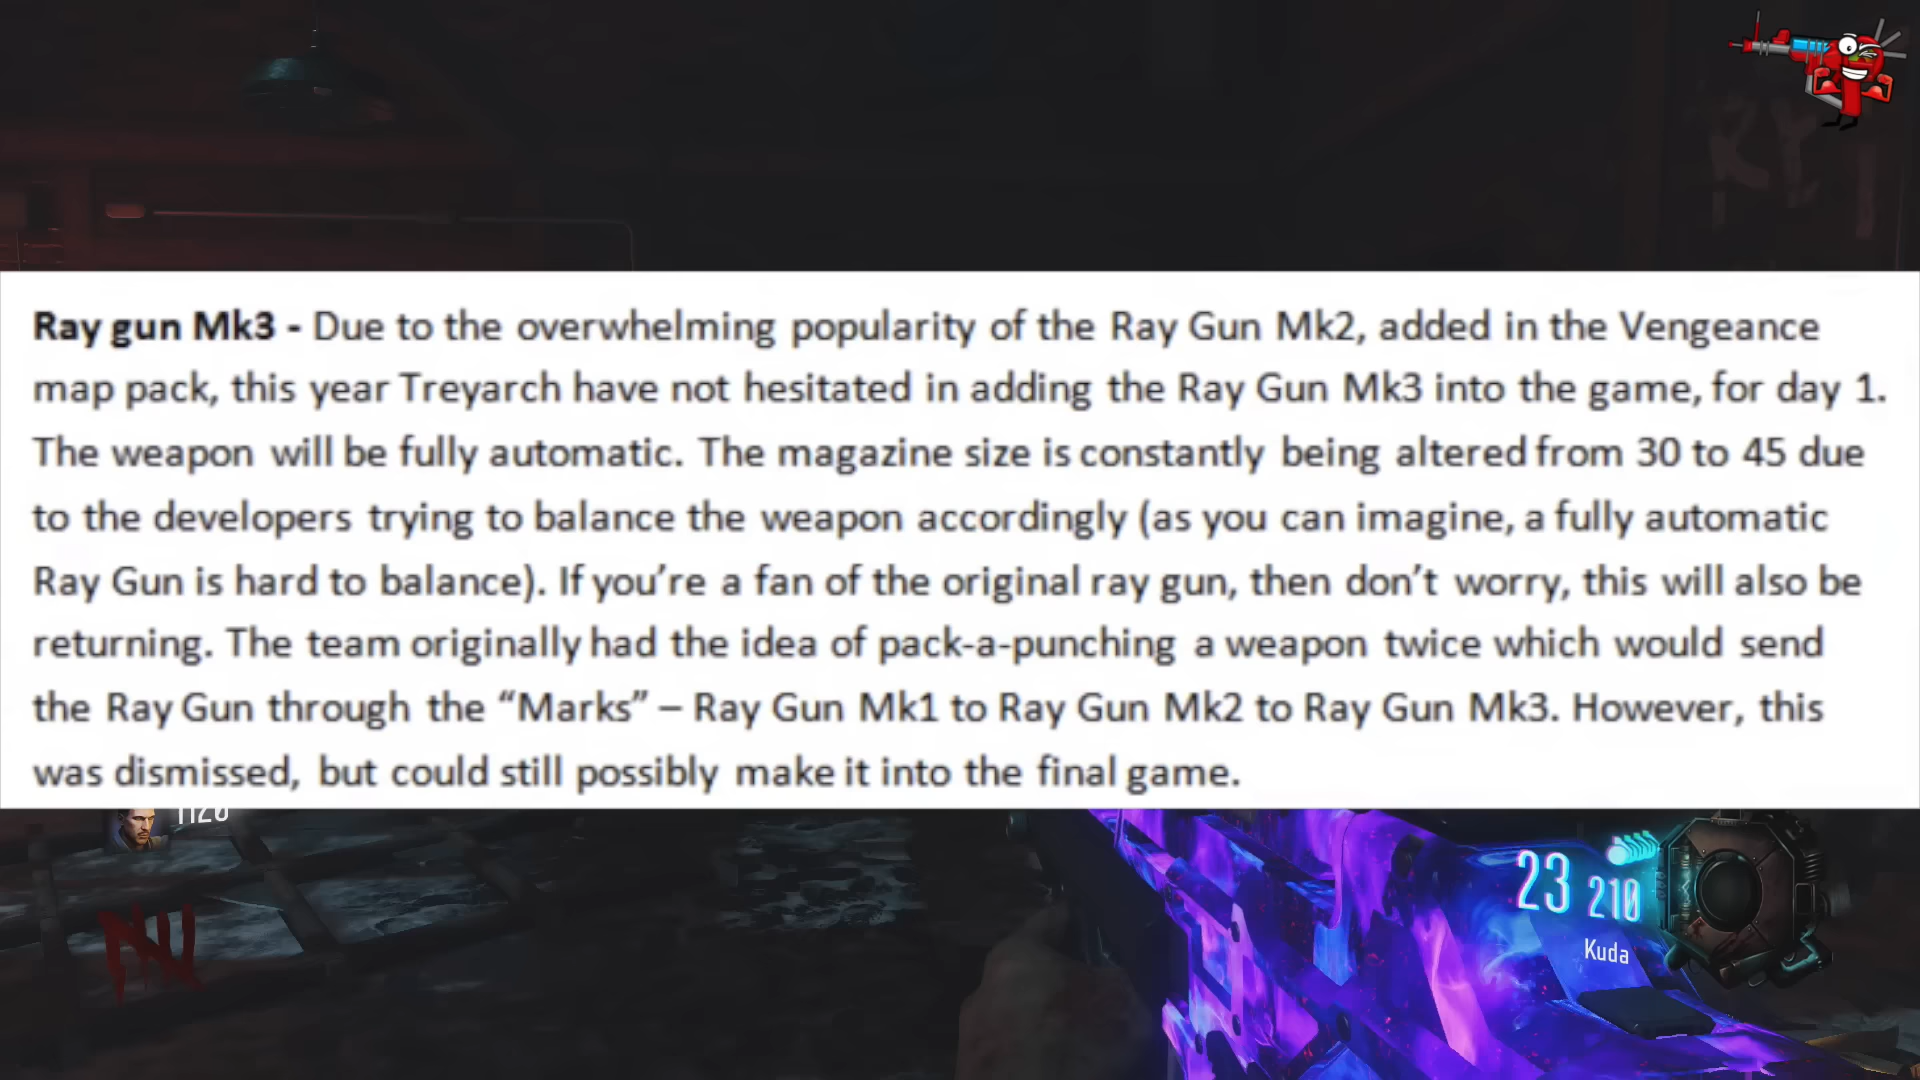 Ray gun Mk3 - Due to the overwhelming popularity of the Ray Gun Mk2, added in the Vengeance
map pack, this year Treyarch have not hesitated in adding the Ray Gun Mk3 into the game, for day 1.
The weapon will be fully automatic. The magazine size is constantly being altered from 30 to 45 due
to the developers trying to balance the weapon accordingly (as you can imagine, a fully automatic
Ray Gun is hard to balance). If you’re a fan of the original ray gun, then don’t worry, this will also be
returning. The team originally had the idea of pack-a-punching a weapon twice which would send
the Ray Gun through the “Marks” – Ray Gun Mk1 to Ray Gun Mk2 to Ray Gun Mk3. However, this
was dismissed, but could still possibly make it into the final game.
23 210
Kuda